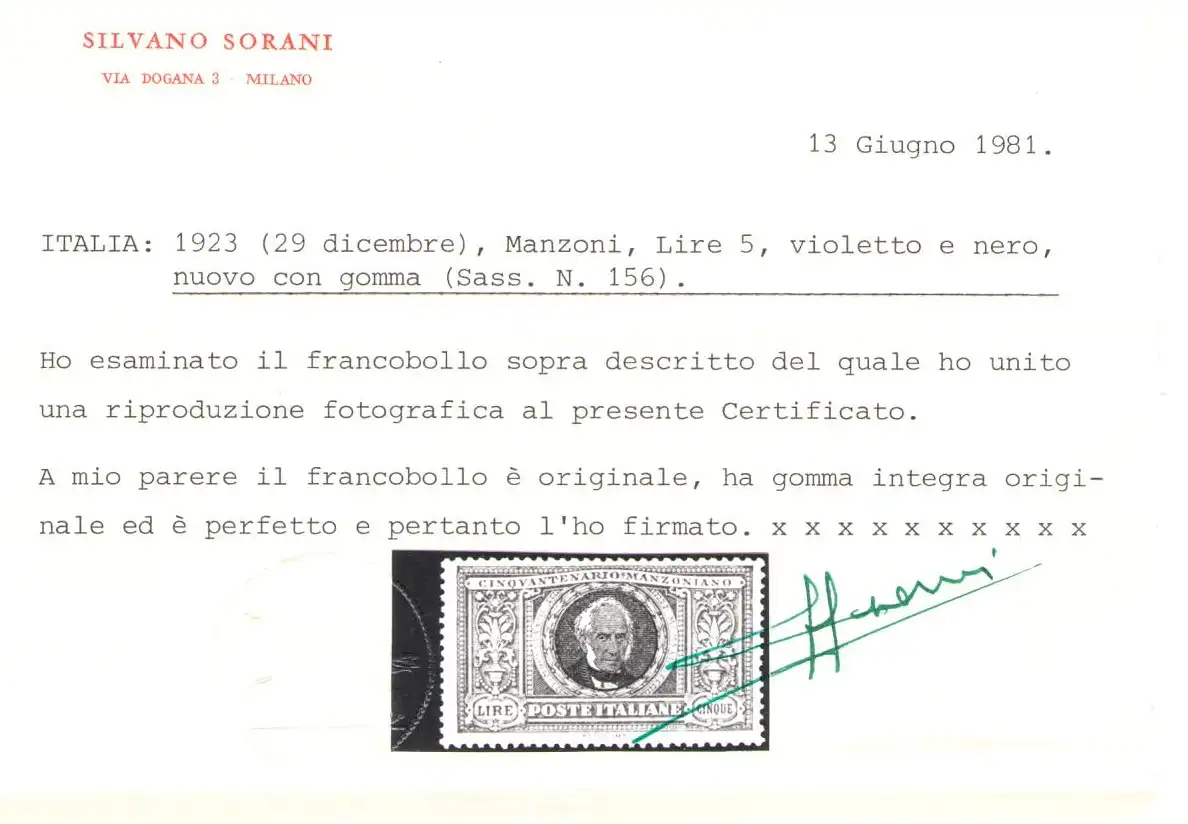 SILVANO SORANI
VIA DOGANA 3 - MILANO
13 Giugno 1981.
ITALIA: 1923 (29 dicembre), Manzoni, Lire 5, violetto e nero,
nuovo con gomma (Sass. N. 156).
Ho esaminato il francobollo sopra descritto del quale ho unito
una riproduzione fotografica al presente Certificato.
A mio parere il francobollo è originale, ha gomma integra origi-
nale ed è perfetto e pertanto l'ho firmato. x x x x x x x x x x
CINQVANTENARIO MANZONIANO
LIRE POSTE ITALIANE CINQUE